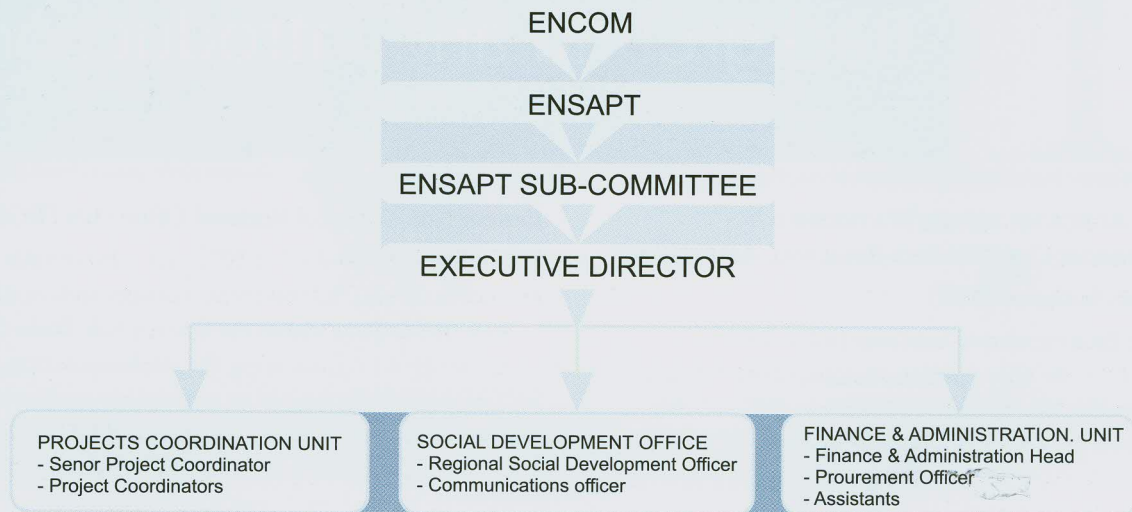 ENCOM
ENSAPT
ENSAPT SUB-COMMITTEE
EXECUTIVE DIRECTOR
PROJECTS COORDINATION UNIT
- Senor Project Coordinator
- Project Coordinators
SOCIAL DEVELOPMENT OFFICE
- Regional Social Development Officer
- Communications officer
FINANCE & ADMINISTRATION. UNIT
- Finance & Administration Head
- Procurement Officer
- Assistants